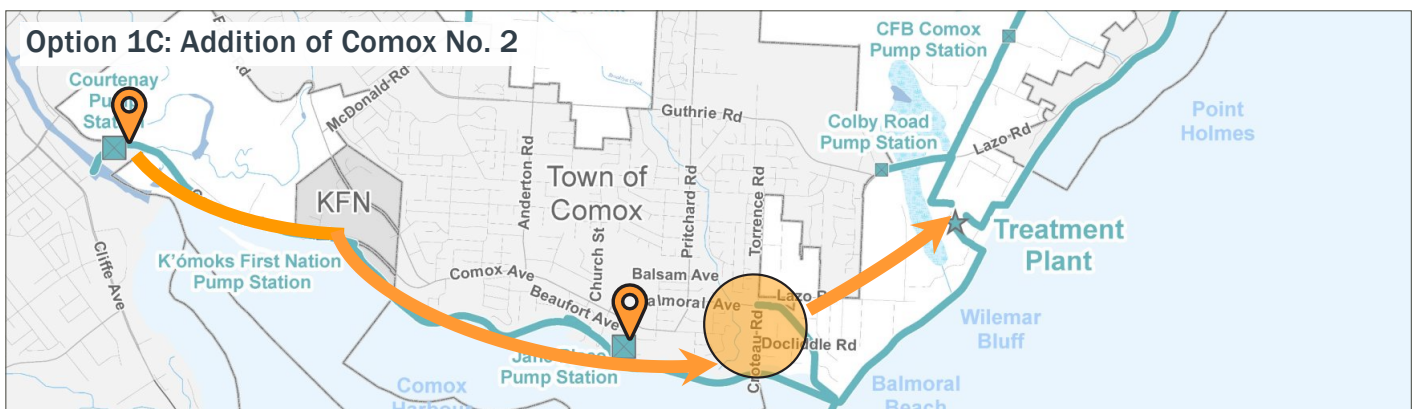 Option 1C: Addition of Comox No. 2
CFB Comox
Pump Station
Courtenay
McDonald Rd
Guthrie Rd
Point
Holmes
Colby Road
Pump Station
Lazo Rd
KFN
Anderton Rd
Town of
Comox
Pritchard Rd
Torrence Rd
Treatment
Plant
Cliffe Ave
K'ómoks First Nation
Pump Station
Comox Ave
Church St
Balsam Ave
Beaufort Ave
Ave
Lazo
Croteau Rd
Docliddle Rd
Wilemar
Bluff
Pump Station
Comox
Balmoral
Beach